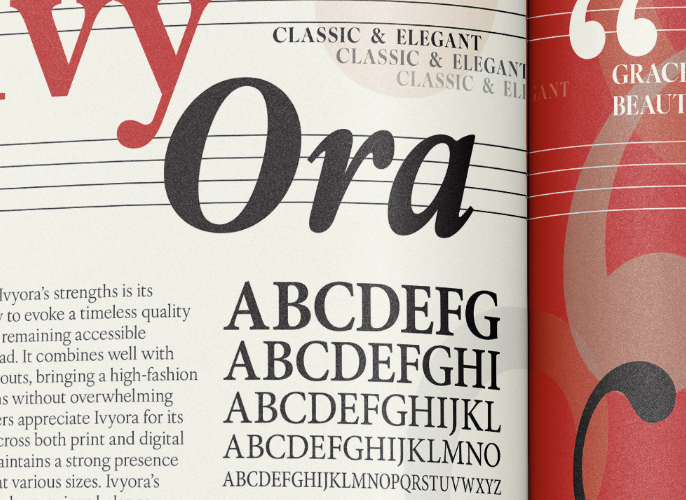 vy
Ora
CLASSIC & ELEGANT
CLASSIC & ELEGANT
CLASSIC & ELEGANT
“
GRAC
BEAUT
Ivyora’s strengths is its
to evoke a timeless quality
remaining accessible
ad. It combines well with
outs, bringing a high-fashion
s without overwhelming
ers appreciate Ivyora for its
cross both print and digital
aintains a strong presence
at various sizes. Ivyora’s
ABCDEFG
ABCDEFGHI
ABCDEFGHIJKL
ABCDEFGHIJKLMNO
ABCDEFGHIJKLMNOPQRSTUVWXYZ